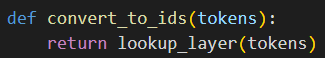 def convert_to_ids(tokens):
    return lookup_layer(tokens)